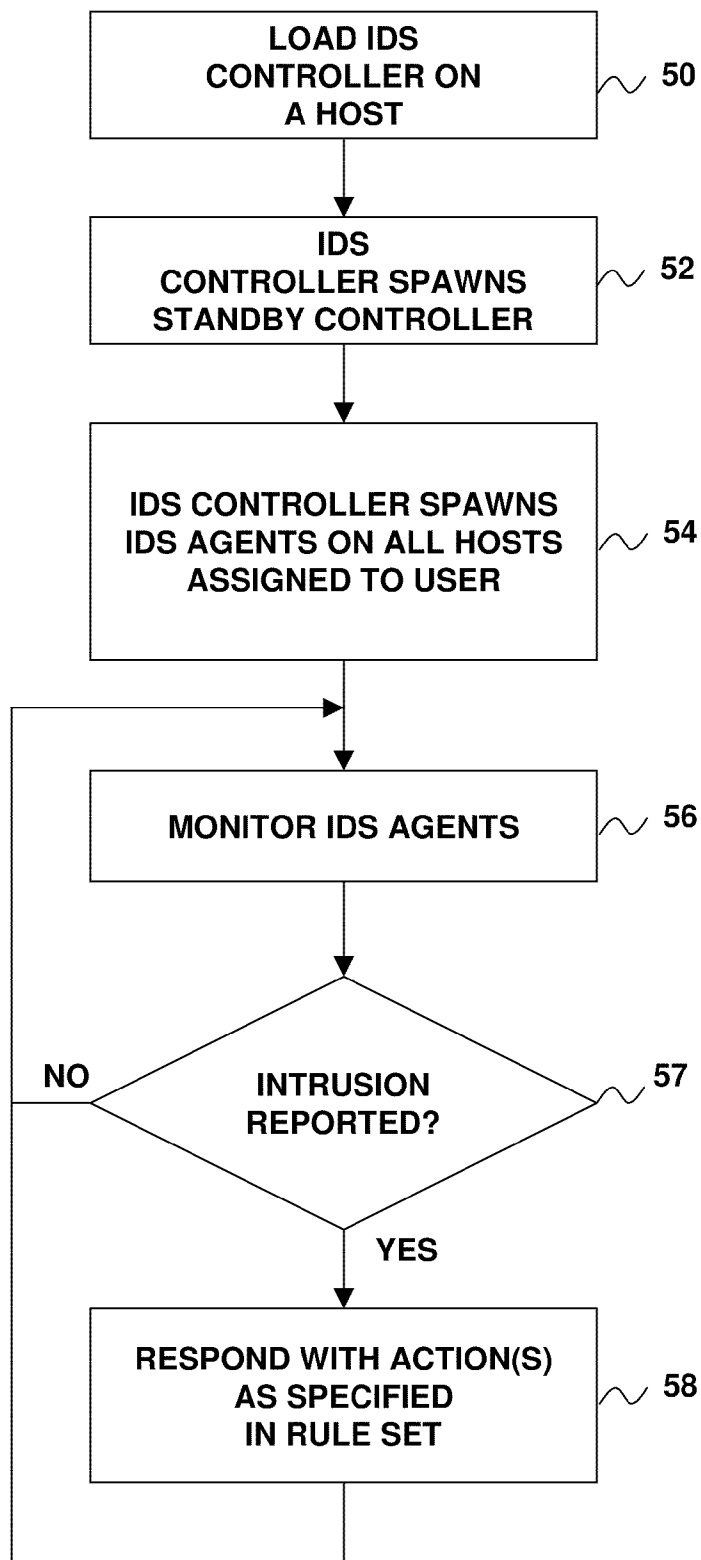 LOAD IDS
CONTROLLER ON
A HOST
50
IDS
CONTROLLER SPAWNS
STANDBY CONTROLLER
52
IDS CONTROLLER SPAWNS
IDS AGENTS ON ALL HOSTS
ASSIGNED TO USER
54
MONITOR IDS AGENTS
56
NO
INTRUSION
REPORTED?
57
YES
RESPOND WITH ACTION(S)
AS SPECIFIED
IN RULE SET
58